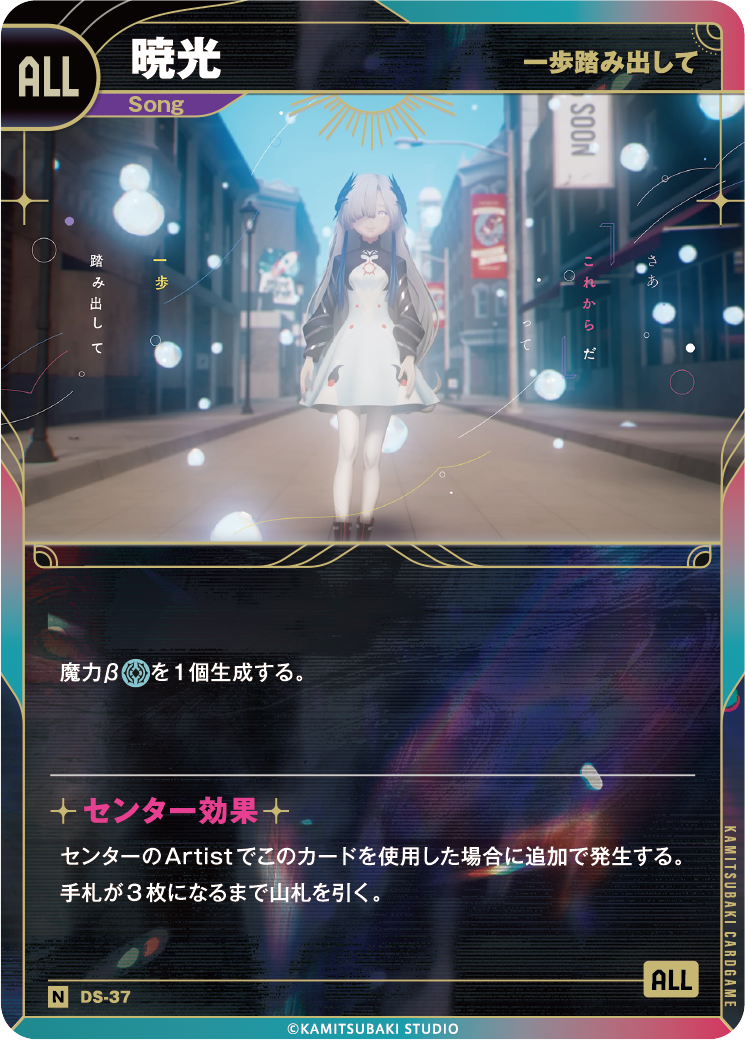 ALL
暁光
一歩踏み出して
Song
SOON
さあ
これからだ
って
一歩
踏み出して
魔力βを1個生成する。
センター効果
センターのArtistでこのカードを使用した場合に追加で発生する。
手札が3枚になるまで山札を引く。
KAMITSUBAKI CARDGAME
N DS-37
ALL
©KAMITSUBAKI STUDIO